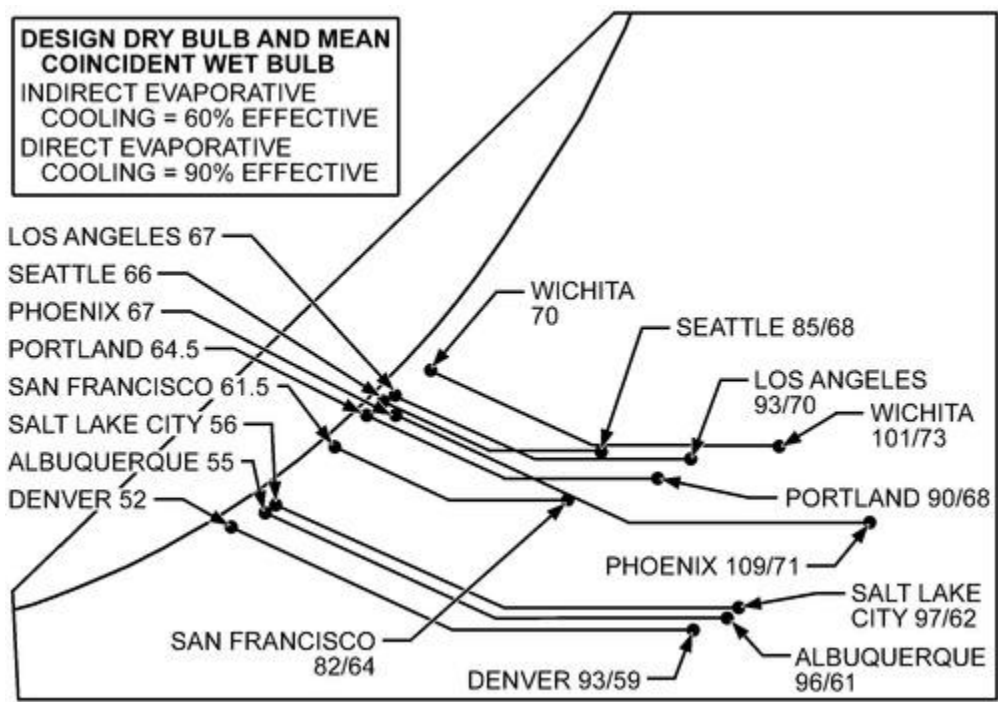 DESIGN DRY BULB AND MEAN
COINCIDENT WET BULB
INDIRECT EVAPORATIVE
COOLING = 60% EFFECTIVE
DIRECT EVAPORATIVE
COOLING = 90% EFFECTIVE
LOS ANGELES 67
SEATTLE 66
PHOENIX 67
PORTLAND 64.5
SAN FRANCISCO 61.5
SALT LAKE CITY 56
ALBUQUERQUE 55
DENVER 52
WICHITA
70
SEATTLE 85/68
LOS ANGELES
93/70
WICHITA
101/73
PORTLAND 90/68
PHOENIX 109/71
SALT LAKE
CITY 97/62
SAN FRANCISCO
82/64
DENVER 93/59
ALBUQUERQUE
96/61